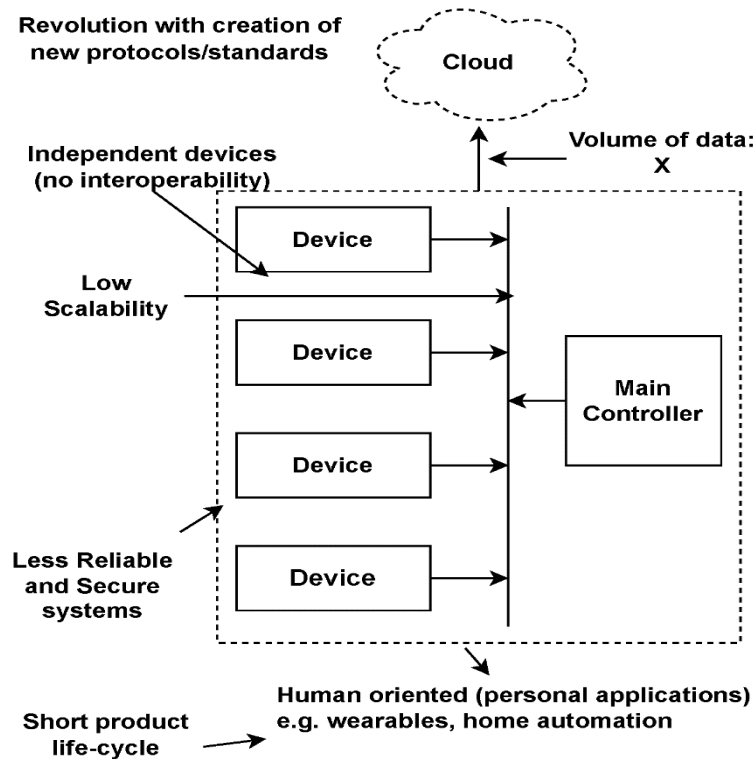 Revolution with creation of
new protocols/standards
Cloud
Volume of data:
X
Independent devices
(no interoperability)
Device
Low
Scalability
Device
Main
Controller
Device
Less Reliable
and Secure
systems
Device
Human oriented (personal applications)
e.g. wearables, home automation
Short product
life-cycle